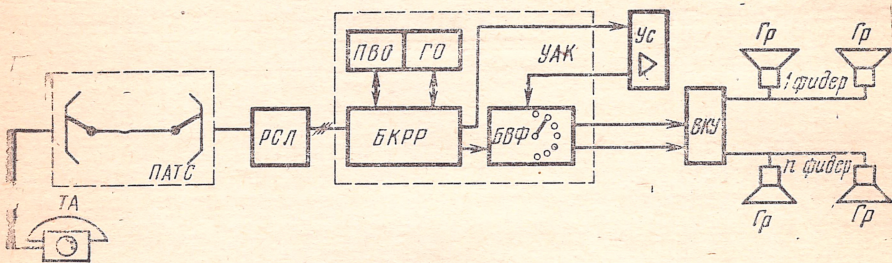 Гр
Гр
Ус
ПВО
ГО
УАК
1 фидер
РСЛ
БКРР
БВФ
ВКУ
ПАТС
n фидер
ТА
Гр
Гр